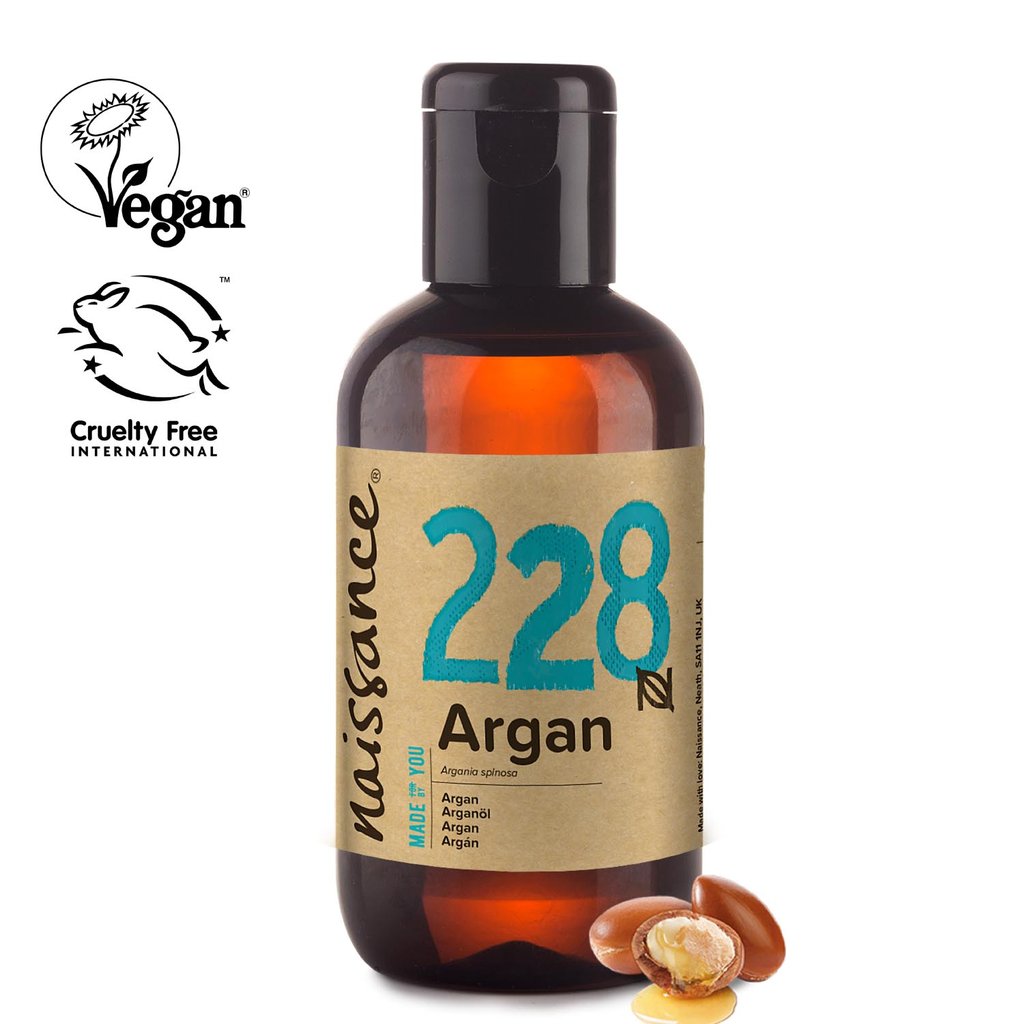 Vegan®
™
Cruelty Free
INTERNATIONAL
naissance®
228
Argan
Argania spinosa
MADE FOR BY YOU
Argan
Arganöl
Argan
Argán
Made with love: Naissance, Neath, SA11 1NJ, UK